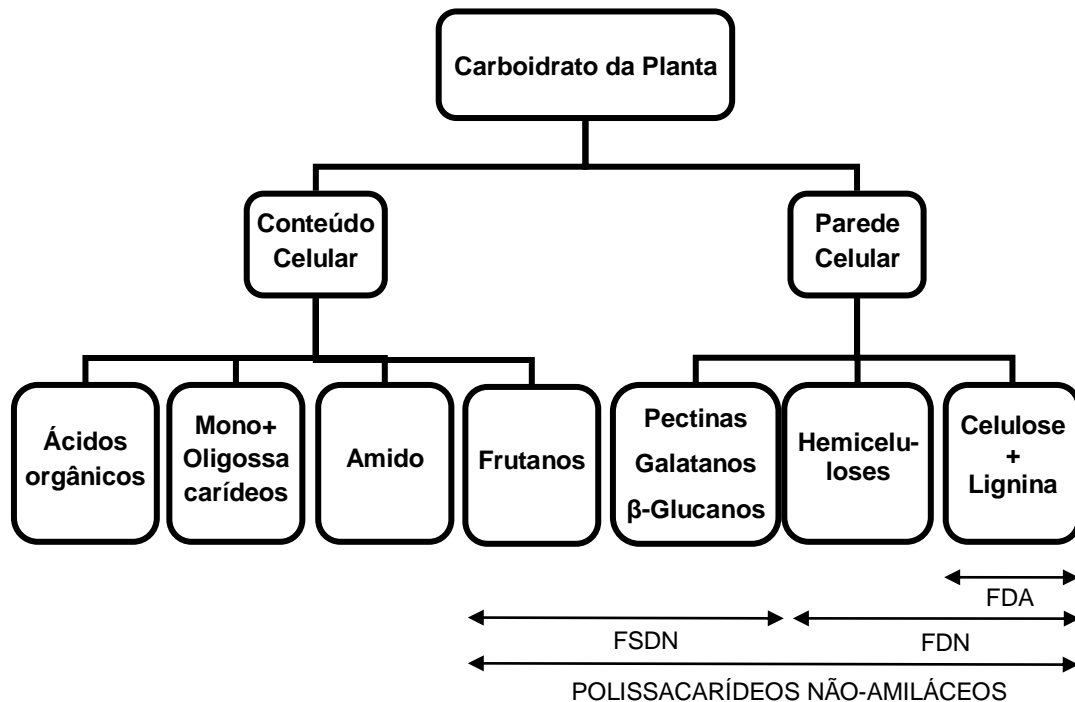 Carboidrato da Planta
Conteúdo
Celular
Parede
Celular
Ácidos
orgânicos
Mono+
Oligossa
carídeos
Amido
Frutanos
Pectinas
Galatanos
β-Glucanos
Hemicelu-
loses
Celulose
+
Lignina
FDA
FSDN
FDN
POLISSACARÍDEOS NÃO-AMILÁCEOS